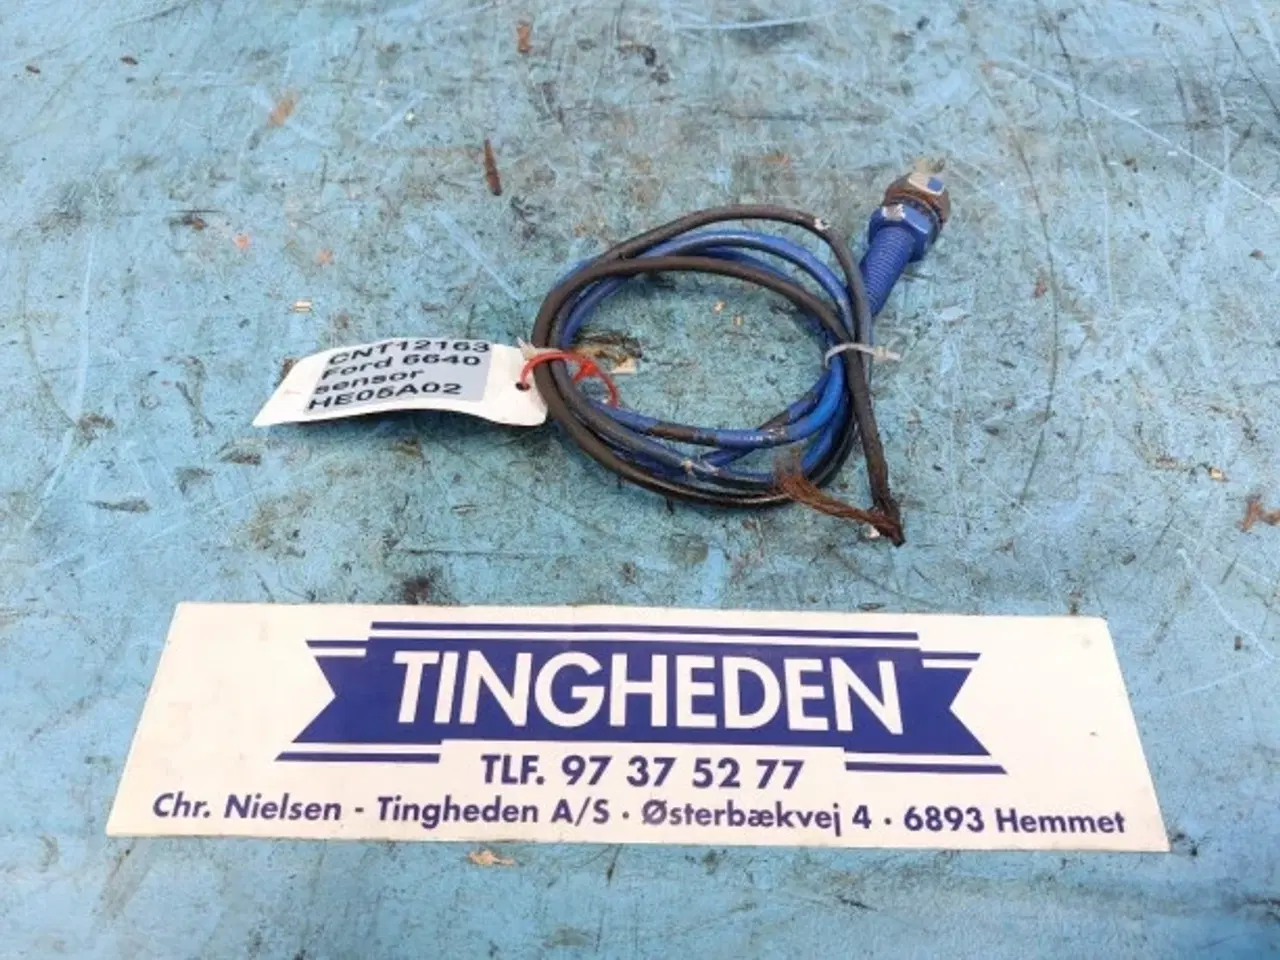 CNT12163
Ford 6640
sensor
HE05A02
TINGHEDEN
TLF. 97 37 52 77
Chr. Nielsen - Tingheden A/S · Østerbækvej 4 · 6893 Hemmet